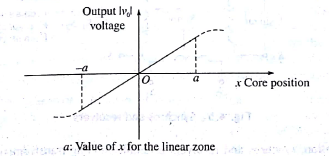 Output |v₀|
voltage
-a
O
a
x Core position
a: Value of x for the linear zone